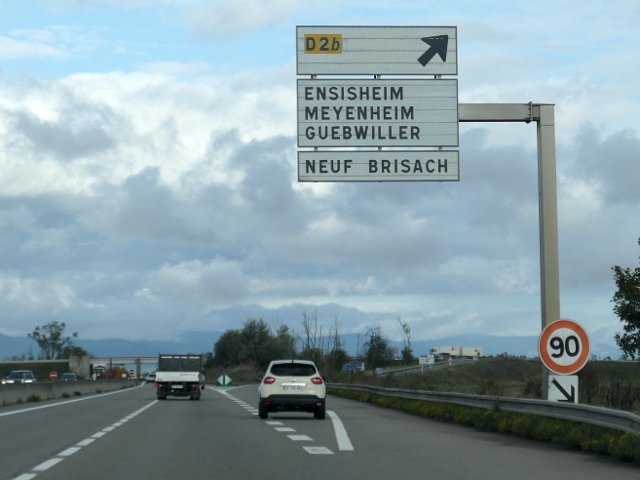 D2b
ENSISHEIM
MEYENHEIM
GUEBWILLER
NEUF BRISACH
90